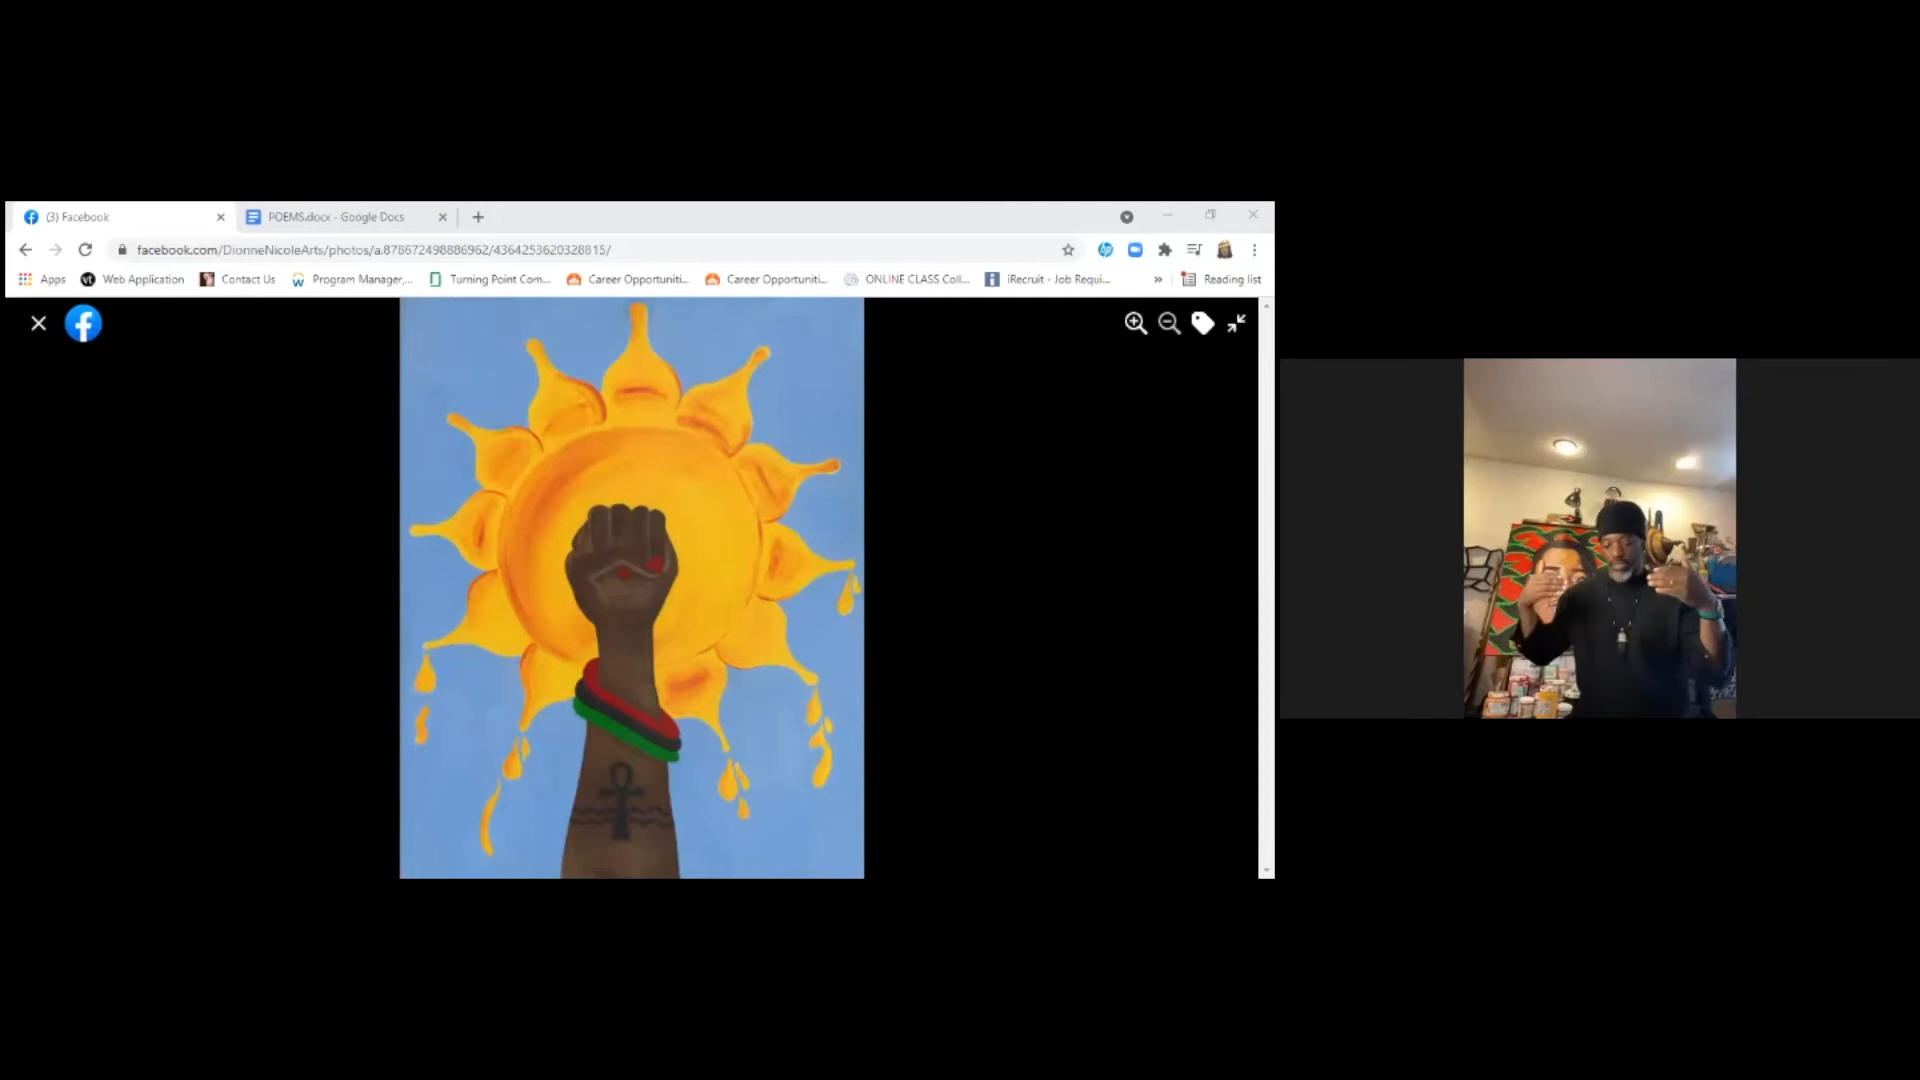 (3) Facebook
POEMS.docx - Google Docs
facebook.com/DionneNicoleArts/photos/a.878672498886962/4364253620328815/
Apps
Web Application
Contact Us
Program Manager,...
Turning Point Com...
Career Opportuniti...
Career Opportuniti...
ONLINE CLASS Coll...
iRecruit - Job Requi...
»
Reading list